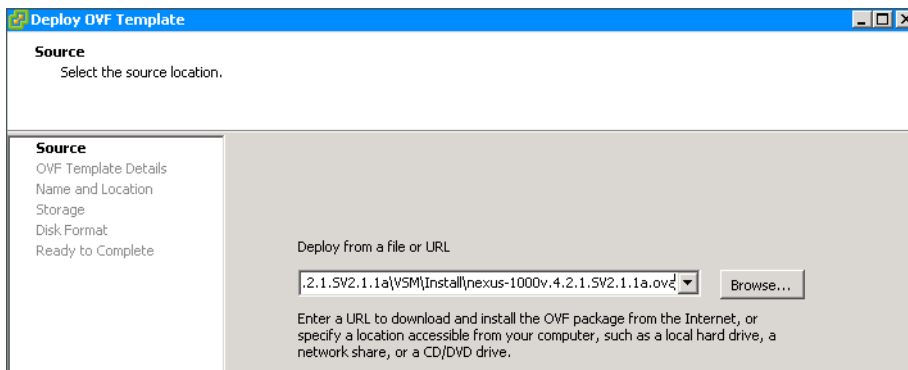 Deploy OVF Template
Source
Select the source location.
Source
OVF Template Details
Name and Location
Storage
Disk Format
Ready to Complete
Deploy from a file or URL
.2.1.SV2.1.1a\VSM\Install\nexus-1000v.4.2.1.SV2.1.1a.ova
Browse...
Enter a URL to download and install the OVF package from the Internet, or
specify a location accessible from your computer, such as a local hard drive, a
network share, or a CD/DVD drive.